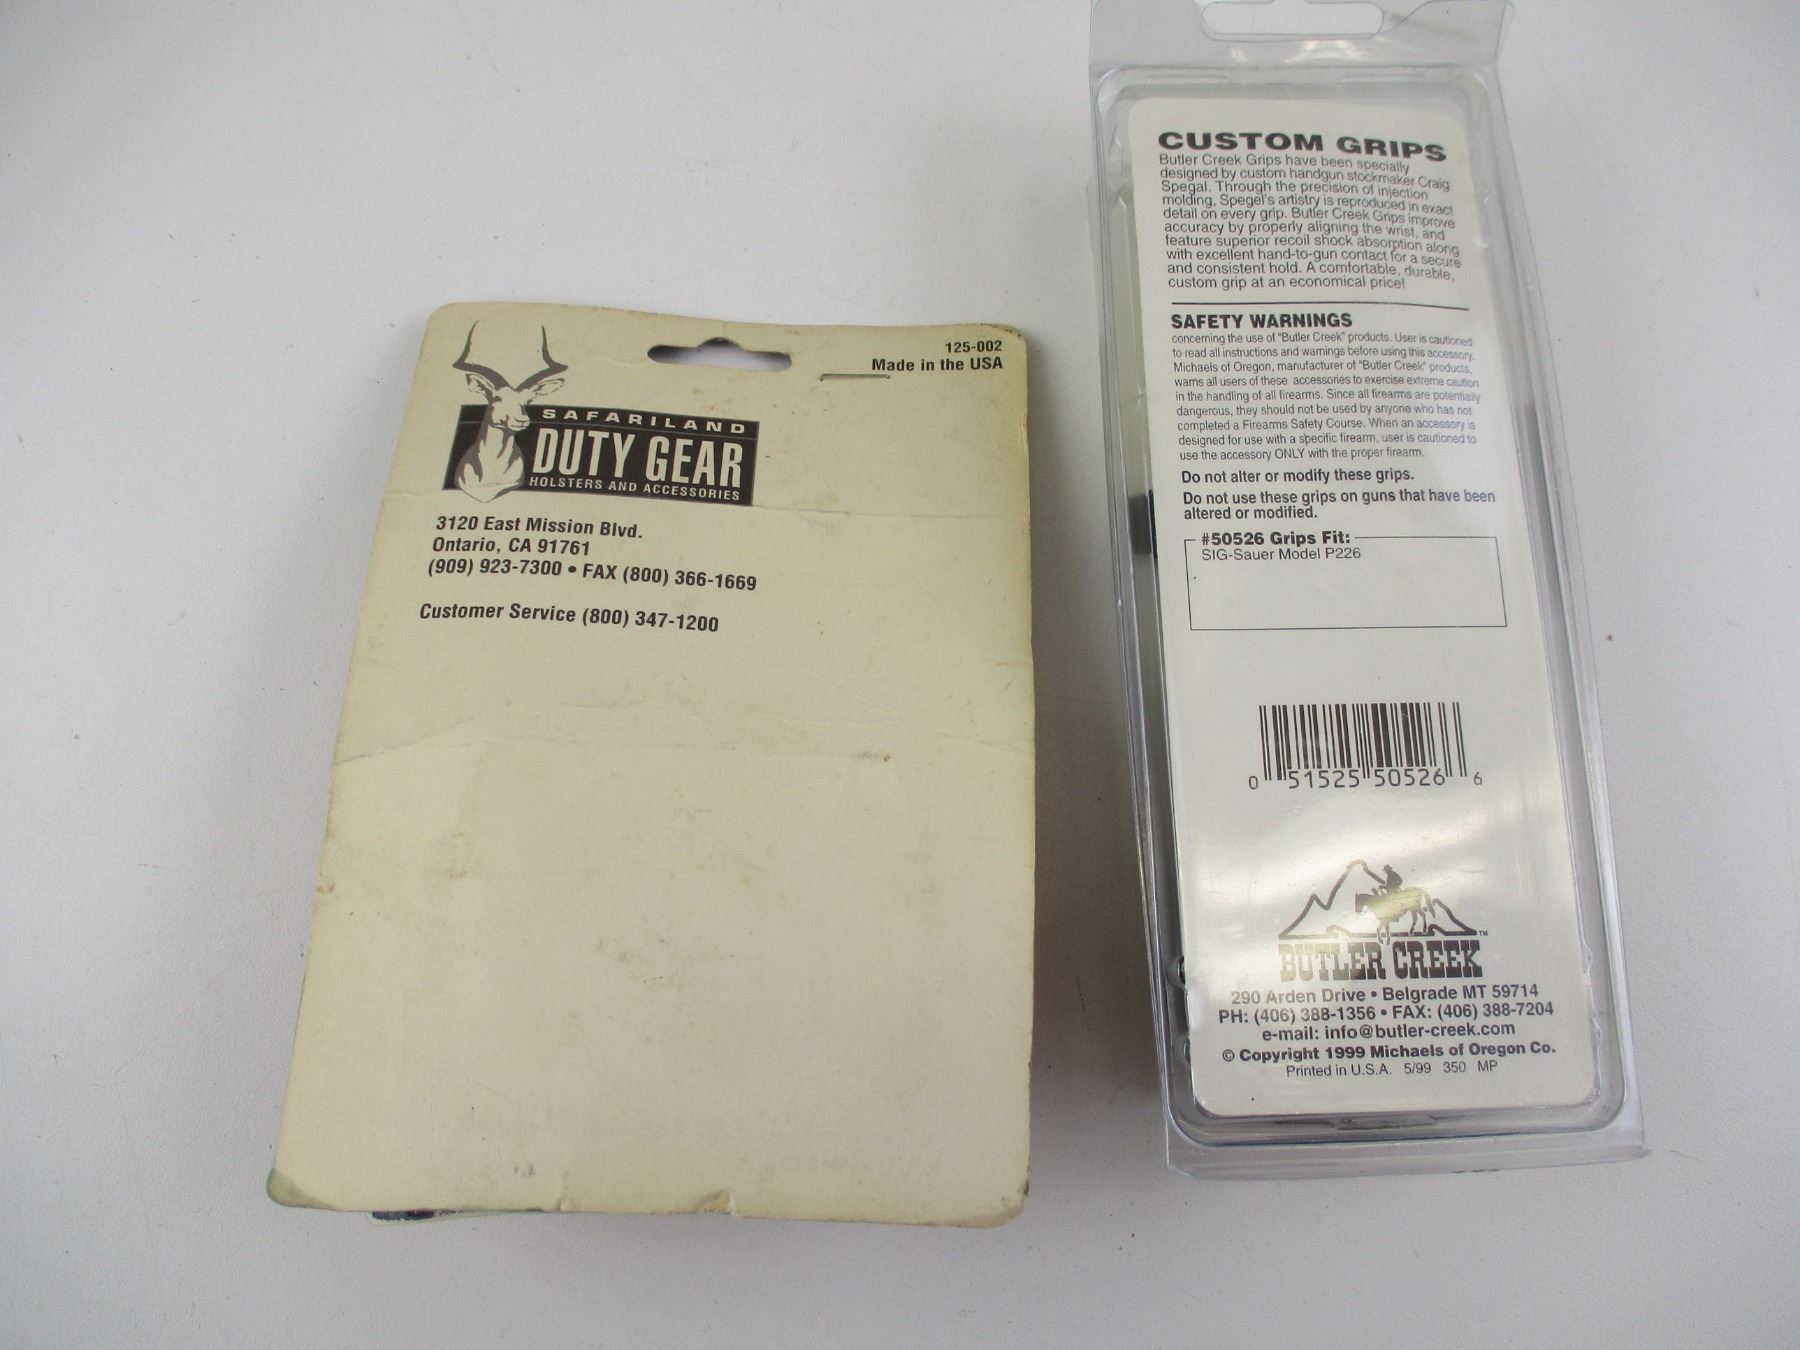 125-002
Made in the USA
SAFARILAND
DUTY GEAR
HOLSTERS AND ACCESSORIES
3120 East Mission Blvd.
Ontario, CA 91761
(909) 923-7300 • FAX (800) 366-1669
Customer Service (800) 347-1200
CUSTOM GRIPS
Butler Creek Grips have been specially
designed by custom handgun stockmaker Craig
Spegal. Through the precision of injection
molding, Spegel's artistry is reproduced in exact
detail on every grip. Butler Creek Grips improve
accuracy by properly aligning the wrist, and
feature superior recoil shock absorption along
with excellent hand-to-gun contact for a secure
and consistent hold. A comfortable, durable,
custom grip at an economical price!
SAFETY WARNINGS
concerning the use of "Butler Creek" products. User is cautioned
to read all instructions and warnings before using this accessory.
Michaels of Oregon, manufacturer of "Butler Creek" products,
warns all users of these accessories to exercise extreme caution
in the handling of all firearms. Since all firearms are potentially
dangerous, they should not be used by anyone who has not
completed a Firearms Safety Course. When an accessory is
designed for use with a specific firearm, user is cautioned to
use the accessory ONLY with the proper firearm.
Do not alter or modify these grips.
Do not use these grips on guns that have been
altered or modified.
#50526 Grips Fit:
SIG-Sauer Model P226
0 51525 50526 6
BUTLER CREEK ™
290 Arden Drive • Belgrade MT 59714
PH: (406) 388-1356 • FAX: (406) 388-7204
e-mail: info@butler-creek.com
© Copyright 1999 Michaels of Oregon Co.
Printed in U.S.A. 5/99 350 MP